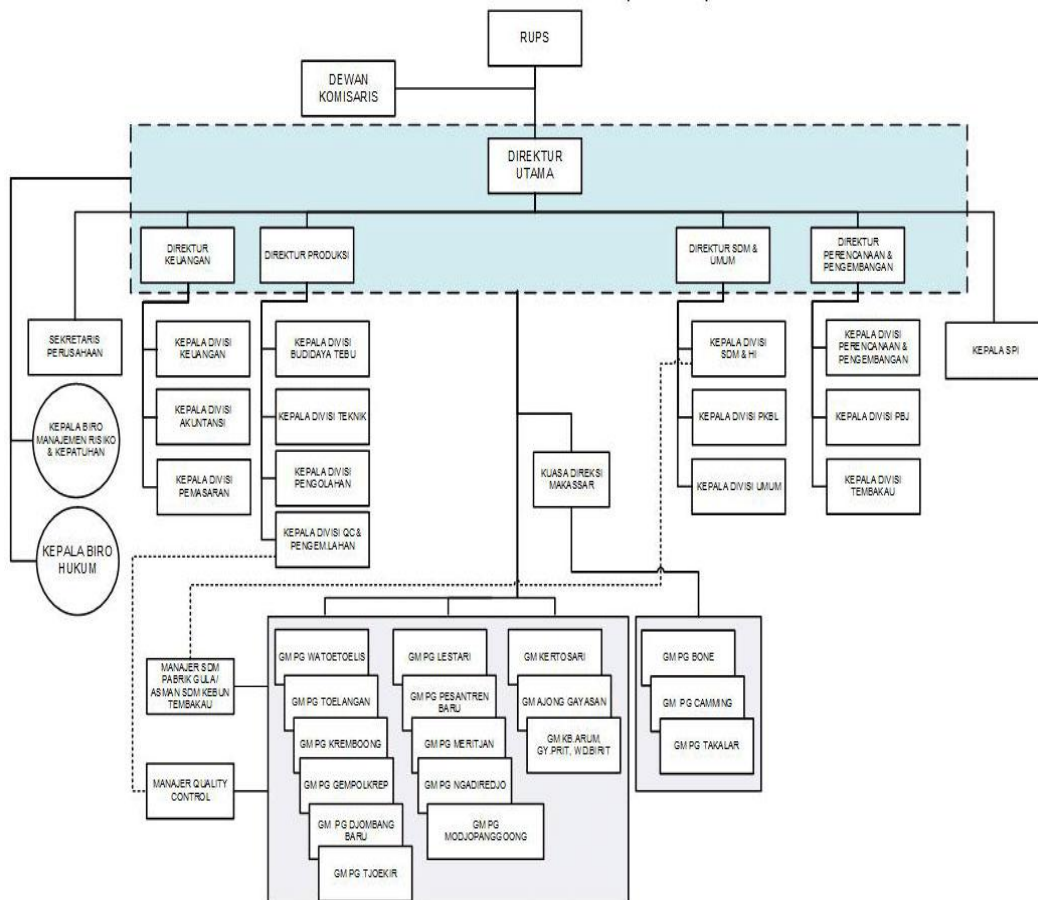 RUPS
DEWAN
KOMISARIS
DIREKTUR
UTAMA
DIREKTUR
KEUANGAN
DIREKTUR PRODUKSI
DIREKTUR SDM &
UMUM
DIREKTUR
PERENCANAAN &
PENGEMBANGAN
SEKRETARIS
PERUSAHAAN
KEPALA DIVISI
KEUANGAN
KEPALA DIVISI
BUDIDAYA TEBU
KEPALA DIVISI
SDM & HI
KEPALA DIVISI
PERENCANAAN &
PENGEMBANGAN
KEPALA SPI
KEPALA BIRO
MANAJEMEN RISIKO
& KEPATUHAN
KEPALA DIVISI
AKUNTANSI
KEPALA DIVISI TEKNIK
KEPALA DIVISI PKBL
KEPALA DIVISI PBJ
KEPALA DIVISI
PEMASARAN
KEPALA DIVISI
PENGOLAHAN
KUASA DIREKSI
MAKASSAR
KEPALA DIVISI UMUM
KEPALA DIVISI
TEMBAKAU
KEPALA BIRO
HUKUM
KEPALA DIVISI QC &
PENGEM.LAHAN
MANAJER SDM
PABRIK GULA/
ASMAN SDM KEBUN
TEMBAKAU
MANAJER QUALITY
CONTROL
GM PG WATOETOELIS
GM PG TOELANGAN
GM PG KREMBOONG
GM PG GEMPOLKREP
GM PG DJOMBANG
BARU
GM PG TJOEKIR
GM PG LESTARI
GM PG PESANTREN
BARU
GM PG MERITJAN
GM PG NGADIREDJO
GM PG
MODJOPANGGOONG
GM KERTOSARI
GM AJONG GAYASAN
GM KB.ARUM,
GY.PRIT, WD.BIRIT
GM PG BONE
GM PG CAMMING
GM PG TAKALAR